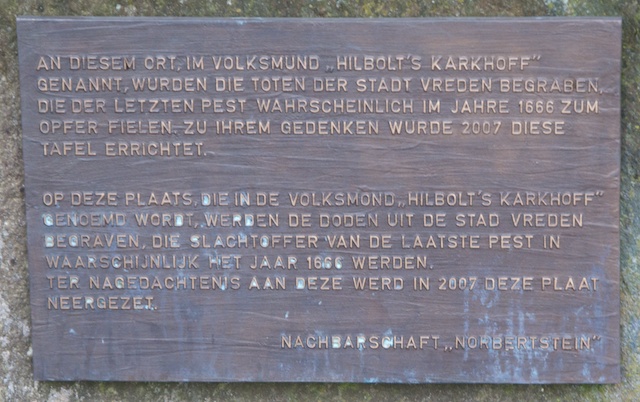 AN DIESEM ORT, IM VOLKSMUND „HILBOLT'S KARKHOFF"
GENANNT, WURDEN DIE TOTEN DER STADT VREDEN BEGRABEN,
DIE DER LETZTEN PEST WAHRSCHEINLICH IM JAHRE 1666 ZUM
OPFER FIELEN. ZU IHREM GEDENKEN WURDE 2007 DIESE
TAFEL ERRICHTET.
OP DEZE PLAATS, DIE IN DE VOLKSMOND „HILBOLT'S KARKHOFF"
GENOEMD WORDT, WERDEN DE DODEN UIT DE STAD VREDEN
BEGRAVEN, DIE SLACHTOFFER VAN DE LAATSTE PEST IN
WAARSCHIJNLIJK HET JAAR 1666 WERDEN.
TER NAGEDACHTENIS AAN DEZE WERD IN 2007 DEZE PLAAT
NEERGEZET.
NACHBARSCHAFT „NORBERTSTEIN"